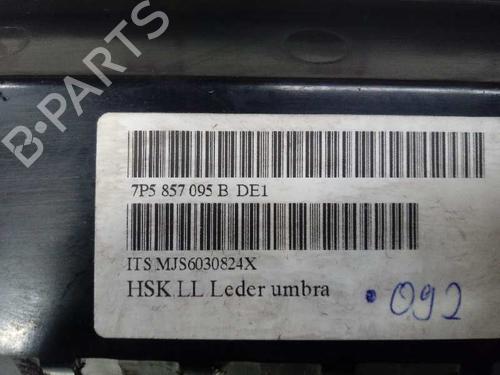 B-PARTS
7P5 857 095 B DE1
ITS MJS6030824X
HSK LL Leder umbra
.092